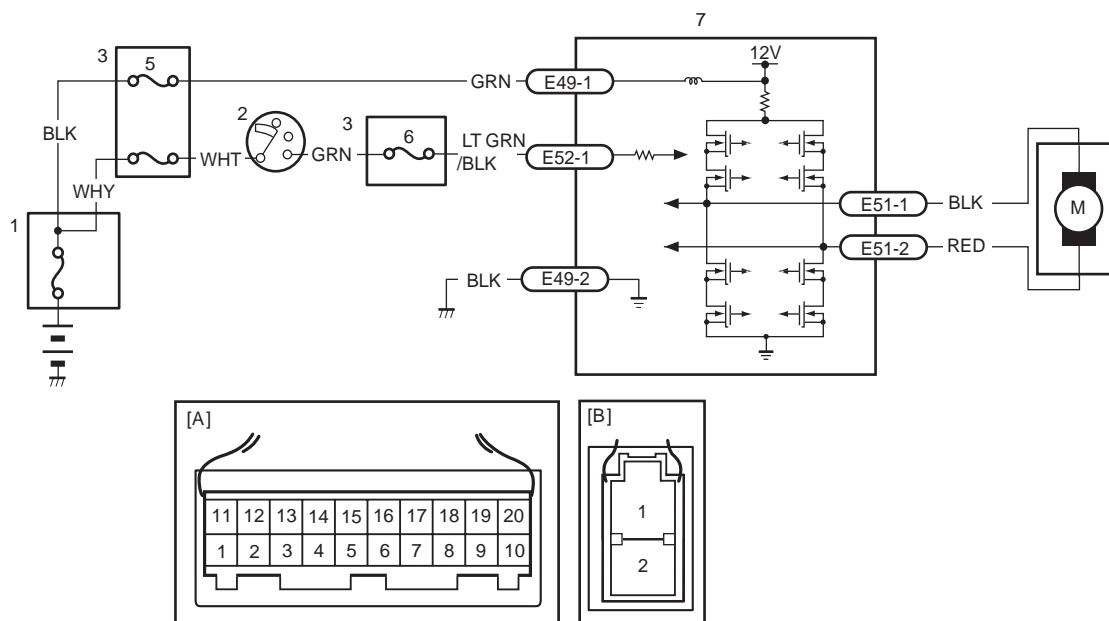 7
3
5
12V
GRN
E49-1
2
3
BLK
6
LT GRN
/BLK
WHT
GRN
E52-1
WHY
1
E51-1
BLK
M
E51-2
RED
BLK
E49-2
[A]
[B]
11 12 13 14 15 16 17 18 19 20
1 2 3 4 5 6 7 8 9 10
1
2